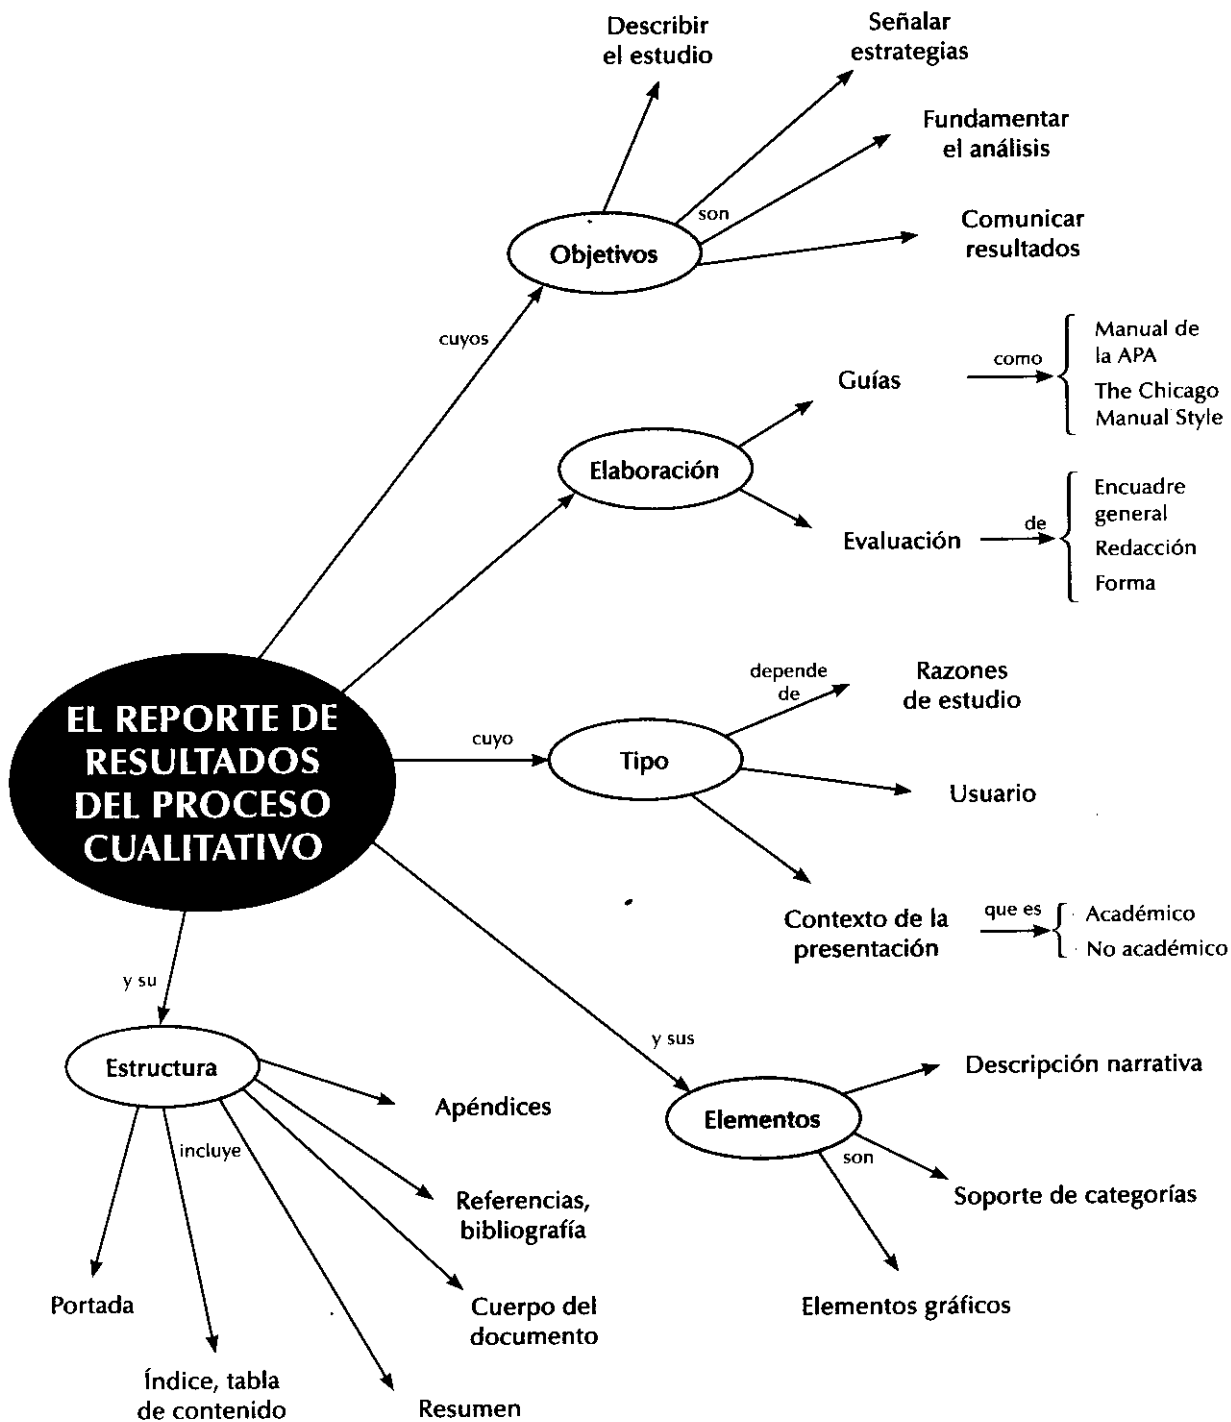 Describir
el estudio
Señalar
estrategias
Fundamentar
el análisis
son
Comunicar
resultados
Objetivos
cuyos
Manual de
la APA
como
Guías
The Chicago
Manual Style
Elaboración
Encuadre
general
de
Evaluación
Redacción
Forma
depende
de
Razones
de estudio
EL REPORTE DE
RESULTADOS
DEL PROCESO
CUALITATIVO
cuyo
Tipo
Usuario
Contexto de la
presentación
que es
Académico
No académico
y su
y sus
Estructura
Descripción narrativa
Elementos
Apéndices
incluye
son
Soporte de categorías
Referencias,
bibliografía
Portada
Cuerpo del
documento
Elementos gráficos
Índice, tabla
de contenido
Resumen